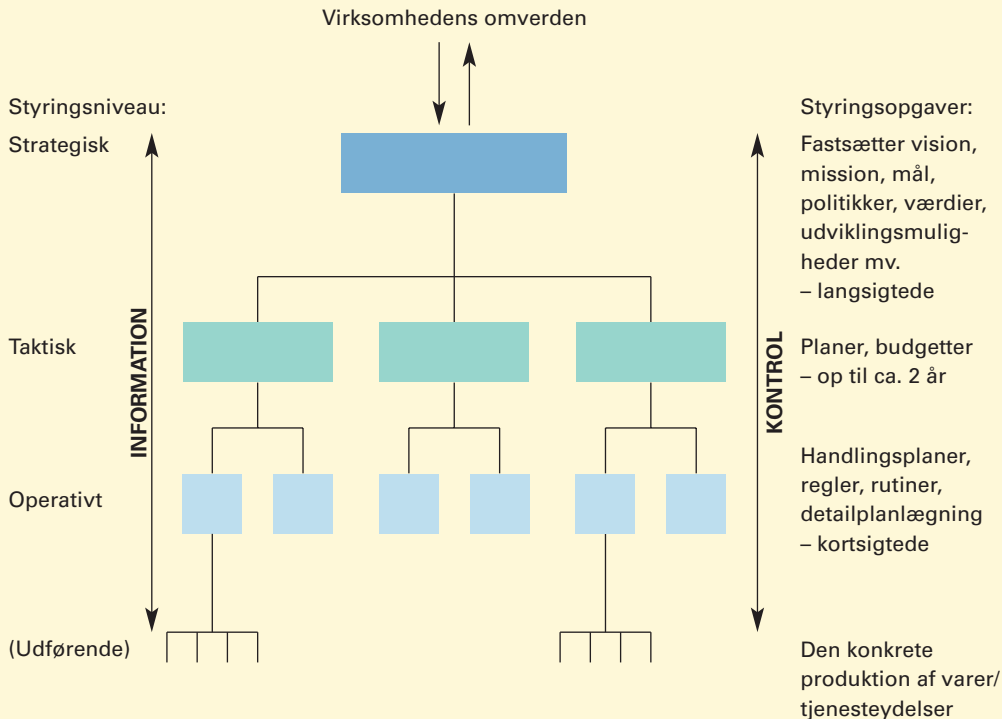 Virksomhedens omverden
Styringsniveau:
Styringsopgaver:
Strategisk
Fastsætter vision,
mission, mål,
politikker, værdier,
udviklingsmulig-
heder mv.
– langsigtede
INFORMATION
KONTROL
Taktisk
Planer, budgetter
– op til ca. 2 år
Operativt
Handlingsplaner,
regler, rutiner,
detailplanlægning
– kortsigtede
(Udførende)
Den konkrete
produktion af varer/
tjenesteydelser